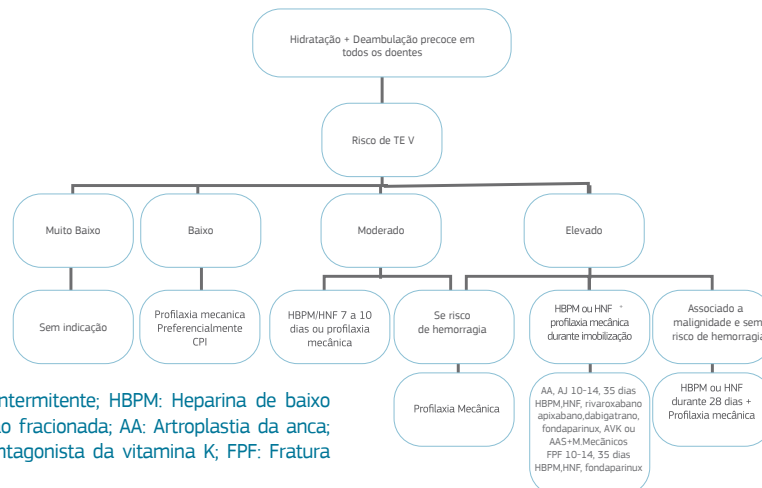 Hidratação + Deambulação precoce em
todos os doentes
Risco de TE V
Muito Baixo
Baixo
Moderado
Elevado
Sem indicação
Profilaxia mecanica
Preferencialmente
CPI
HBPM/HNF 7 a 10
dias ou profilaxia
mecânica
Se risco
de hemorragia
HBPM ou HNF
profilaxia mecânica
durante imobilização
Associado a
malignidade e sem
risco de hemorragia
Profilaxia Mecânica
AA, AJ 10-14, 35 dias
HBPM,HNF, rivaroxabano
apixabano,dabigatrano,
fondaparinux, AVK ou
AAS+M.Mecânicos
FPF 10-14, 35 dias
HBPM,HNF, fondaparinux
HBPM ou HNF
durante 28 dias +
Profilaxia mecânica
ntermitente; HBPM: Heparina de baixo
o fracionada; AA: Artroplastia da anca;
ntagonista da vitamina K; FPF: Fratura